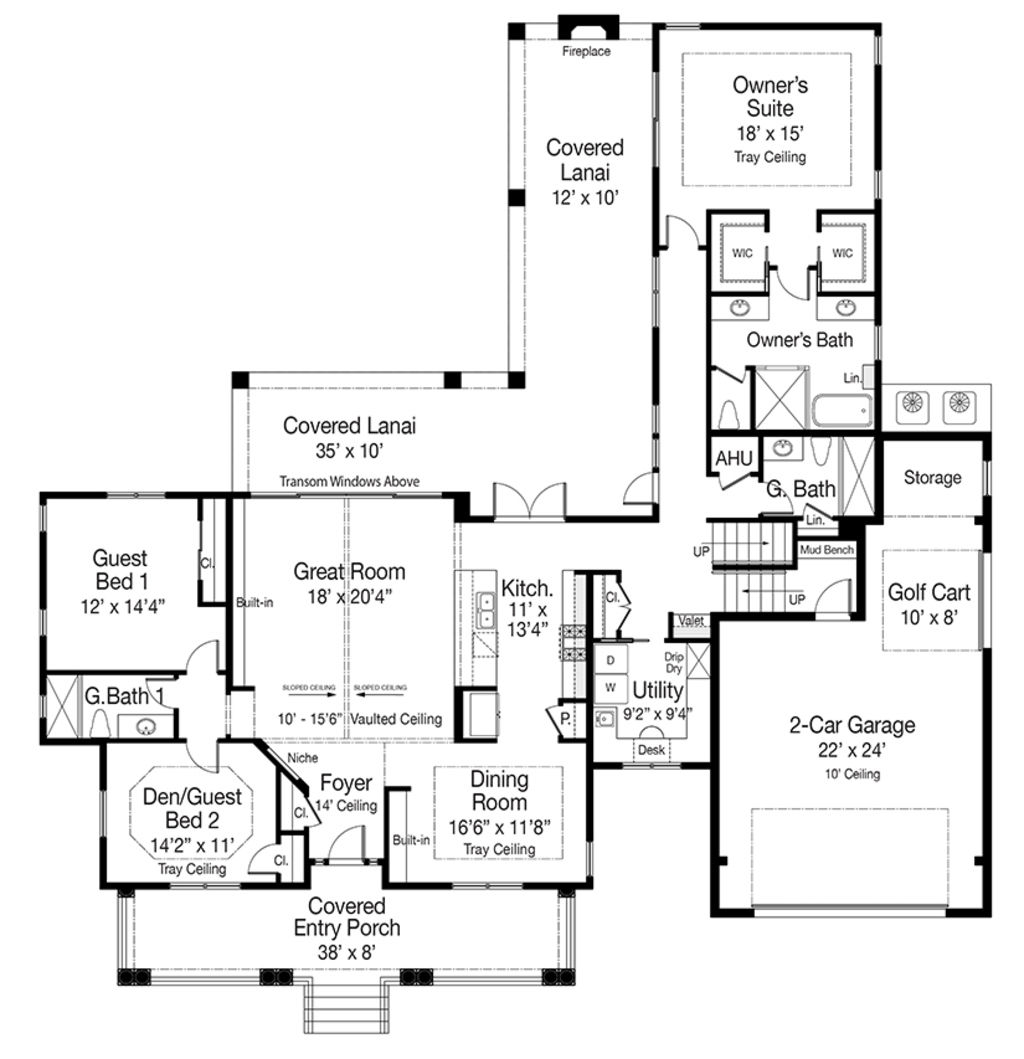 Fireplace
Owner's
Suite
18' x 15'
Tray Ceiling
Covered
Lanai
12' x 10'
WIC
WIC
Owner's Bath
Lin.
Covered Lanai
35' x 10'
Transom Windows Above
AHU
G. Bath
Lin.
Storage
Guest
Bed 1
12' x 14'4"
Cl.
Built-in
Great Room
18' x 20'4"
SLOPED CEILING
SLOPED CEILING
10' - 15'6" Vaulted Ceiling
Kitch.
11' x
13'4"
UP
Mud Bench
UP
Golf Cart
10' x 8'
Cl.
Valet
D
W
Drip
Dry
Utility
9'2" x 9'4"
Desk
P.
G.Bath 1
2-Car Garage
22' x 24'
10' Ceiling
Niche
Foyer
14' Ceiling
Cl.
Den/Guest
Bed 2
14'2" x 11'
Tray Ceiling
Cl.
Built-in
Dining
Room
16'6" x 11'8"
Tray Ceiling
Covered
Entry Porch
38' x 8'